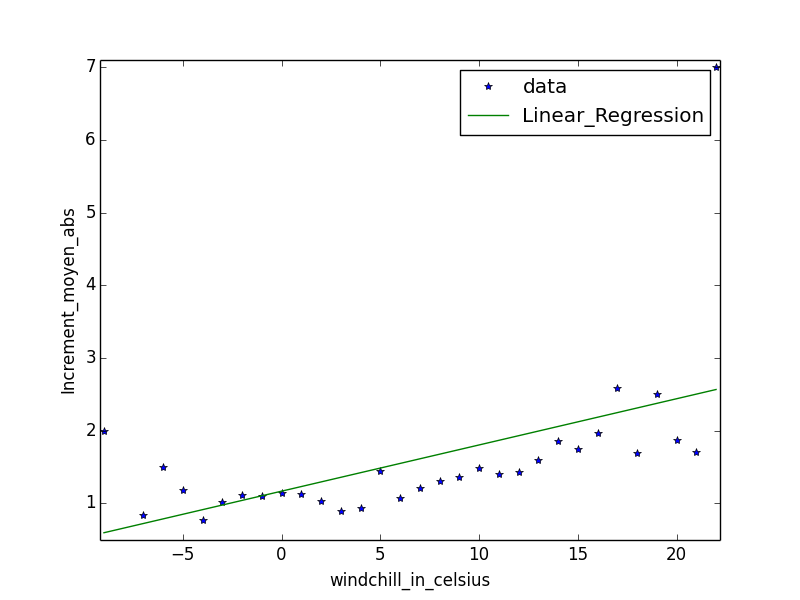 data
Linear_Regression
7
6
5
4
3
2
1
Increment_moyen_abs
−5 0 5 10 15 20
windchill_in_celsius